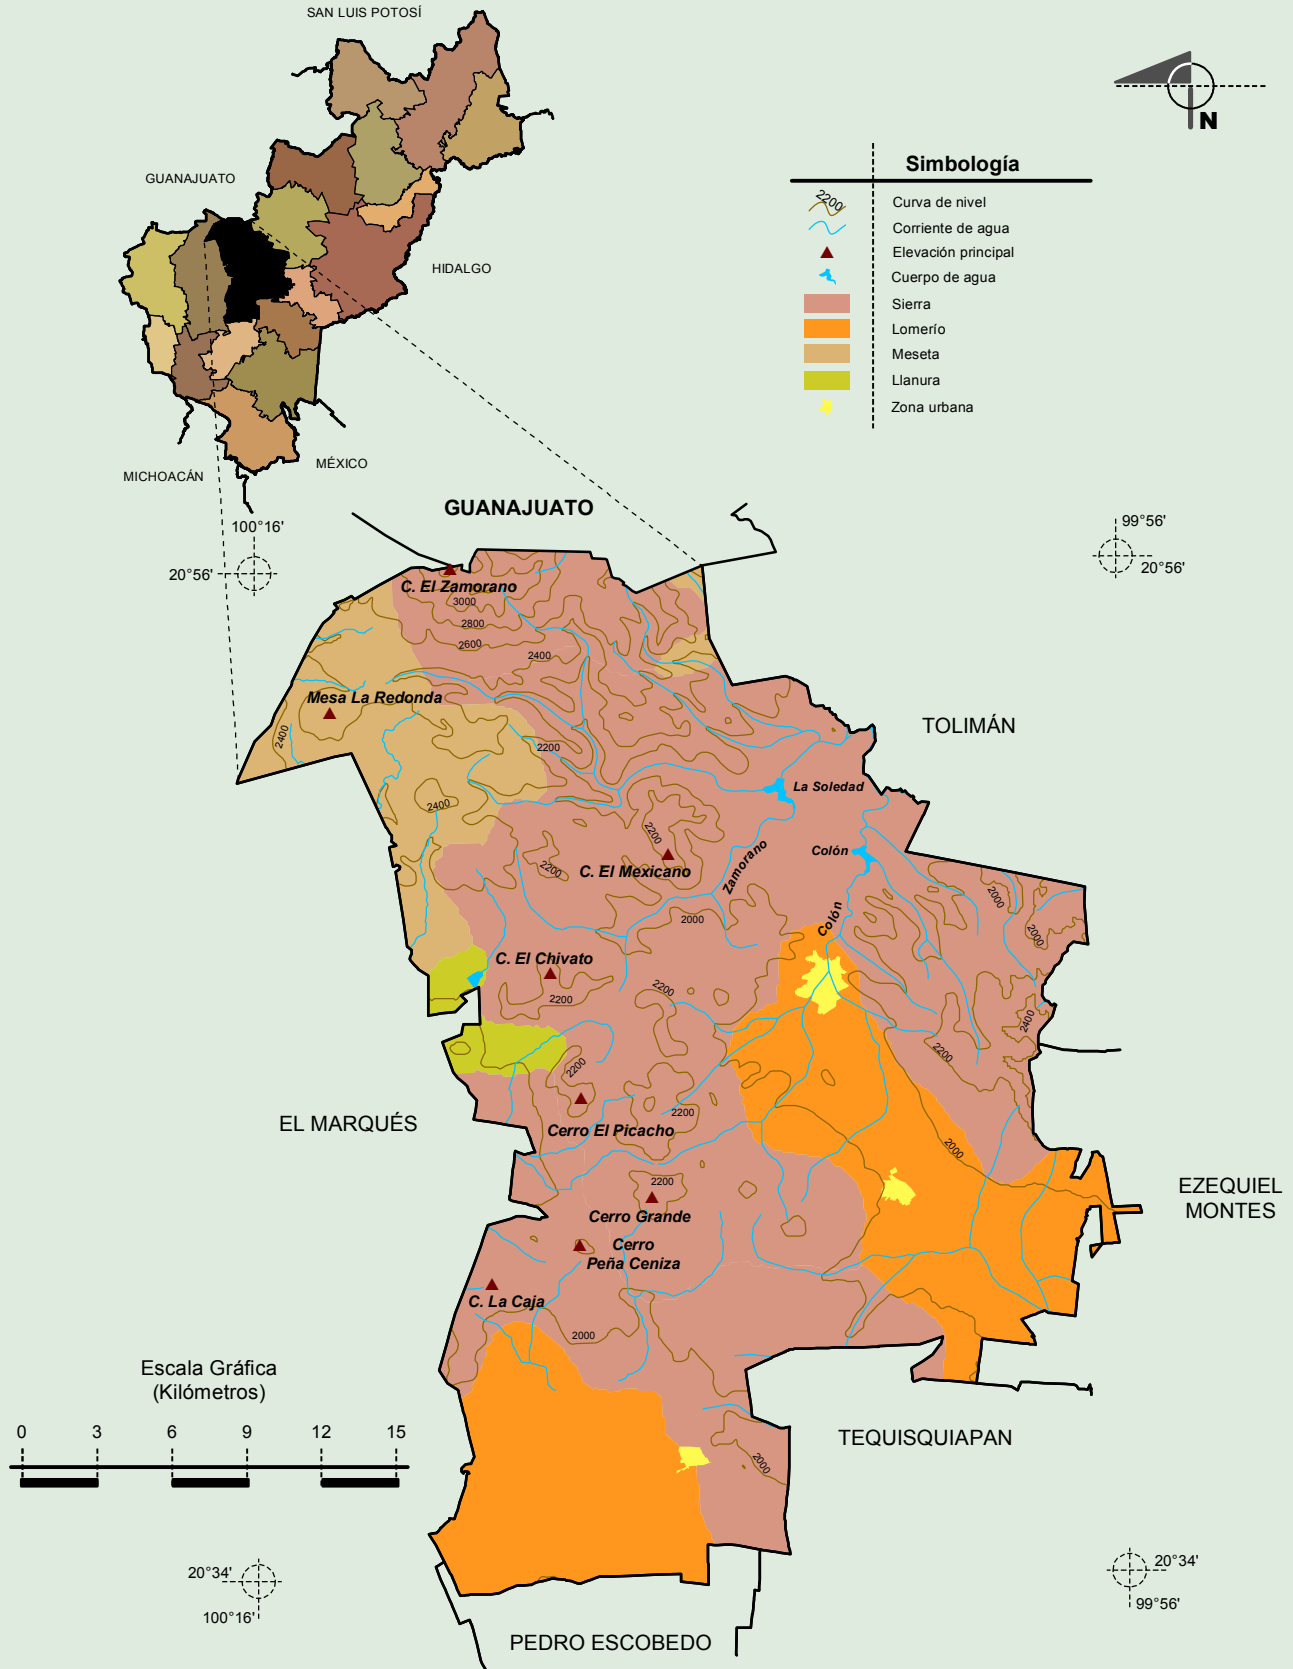 SAN LUIS POTOSÍ
GUANAJUATO
HIDALGO
MICHOACÁN
MÉXICO
N
Simbología
2200
Curva de nivel
Corriente de agua
Elevación principal
Cuerpo de agua
Sierra
Lomerío
Meseta
Llanura
Zona urbana
GUANAJUATO
100°16'
20°56'
99°56'
20°56'
C. El Zamorano
3000
2800
2600
2400
Mesa La Redonda
2400
2200
TOLIMÁN
La Soledad
2400
2200
Colón
Zamorano
2200
C. El Mexicano
2000
2000
Colón
2000
C. El Chivato
2200
2200
2400
2200
2200
EL MARQUÉS
2200
Cerro El Picacho
2000
2200
EZEQUIEL
MONTES
Cerro Grande
Cerro
Peña Ceniza
C. La Caja
2000
Escala Gráfica
(Kilómetros)
0 3 6 9 12 15
TEQUISQUIAPAN
2000
20°34'
100°16'
20°34'
99°56'
PEDRO ESCOBEDO